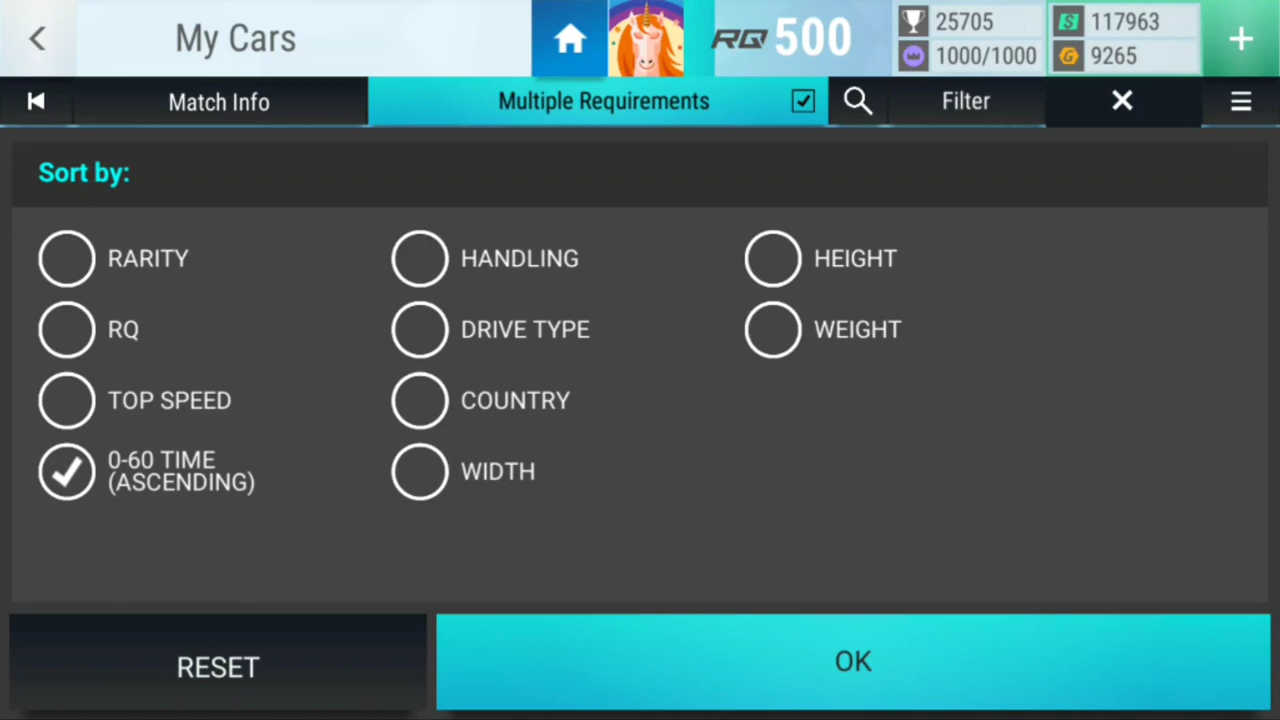 My Cars
RQ 500
25705
1000/1000
117963
9265
Match Info
Multiple Requirements
Filter
Sort by:
RARITY
RQ
TOP SPEED
0-60 TIME
(ASCENDING)
HANDLING
DRIVE TYPE
COUNTRY
WIDTH
HEIGHT
WEIGHT
RESET
OK